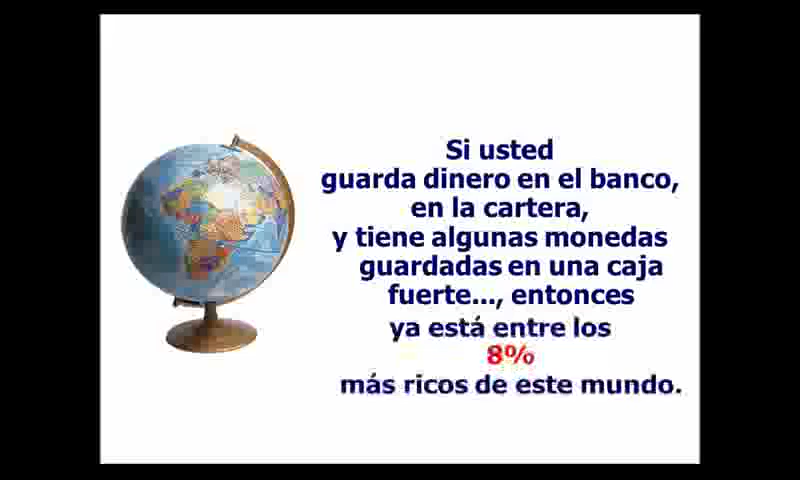 Si usted
guarda dinero en el banco,
en la cartera,
y tiene algunas monedas
guardadas en una caja
fuerte..., entonces
ya está entre los
8%
más ricos de este mundo.